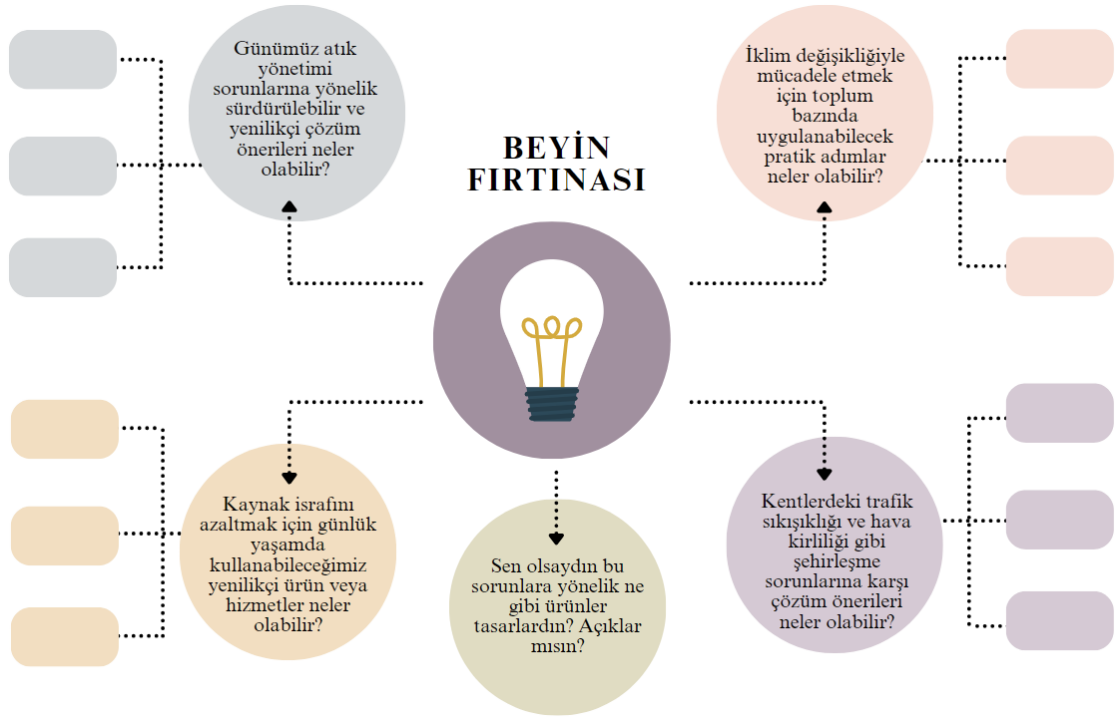 Günümüz atık
yönetimi
sorunlarına yönelik
sürdürülebilir ve
yenilikçi çözüm
önerileri neler
olabilir?
İklim değişikliğiyle
mücadele etmek
için toplum
bazında
uygulanabilecek
pratik adımlar
neler olabilir?
BEYİN
FIRTINASI
Kaynak israfını
azaltmak için günlük
yaşamda
kullanabileceğimiz
yenilikçi ürün veya
hizmetler neler
olabilir?
Sen olsaydın bu
sorunlara yönelik ne
gibi ürünler
tasarlardın? Açıklar
mısın?
Kentlerdeki trafik
sıkışıklığı ve hava
kirliliği gibi
şehirleşme
sorunlarına karşı
çözüm önerileri
neler olabilir?